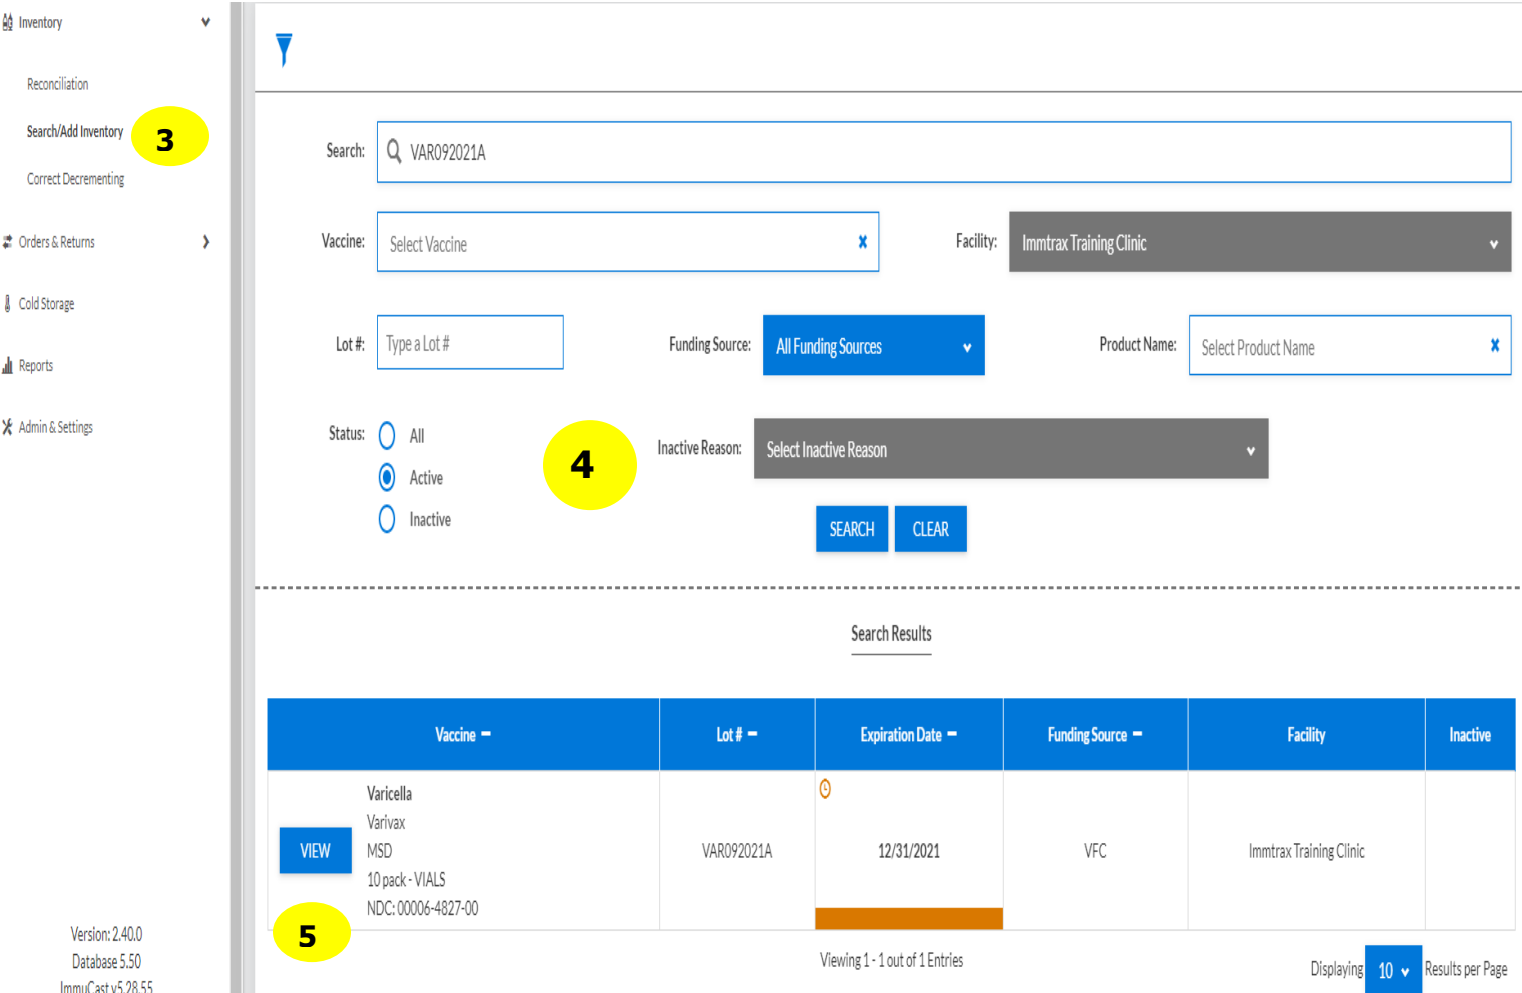 Inventory
Reconciliation
Search/Add Inventory
3
Correct Decrementing
Orders & Returns
Cold Storage
Reports
Admin & Settings
Version: 2.40.0
Database 5.50
ImmuCast v5.28.55
Search: VAR092021A
Vaccine: Select Vaccine Facility: Immtrax Training Clinic
Lot #: Type a Lot # Funding Source: All Funding Sources Product Name: Select Product Name
Status: All
Active
Inactive
4
Inactive Reason: Select Inactive Reason
SEARCH CLEAR
Search Results
Vaccine Lot # Expiration Date Funding Source Facility Inactive
Varicella
Varivax
VIEW MSD VAR092021A 12/31/2021 VFC Immtrax Training Clinic
10 pack - VIALS
NDC: 00006-4827-00
5
Viewing 1 - 1 out of 1 Entries
Displaying 10 Results per Page